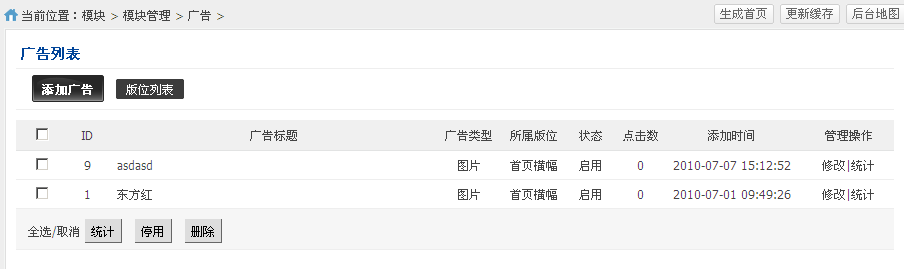 当前位置：模块 > 模块管理 > 广告 > 生成首页 更新缓存 后台地图
广告列表
添加广告 版位列表
ID 广告标题 广告类型 所属版位 状态 点击数 添加时间 管理操作
9 asdasd 图片 首页横幅 启用 0 2010-07-07 15:12:52 修改|统计
1 东方红 图片 首页横幅 启用 0 2010-07-01 09:49:26 修改|统计
全选/取消 统计 停用 删除